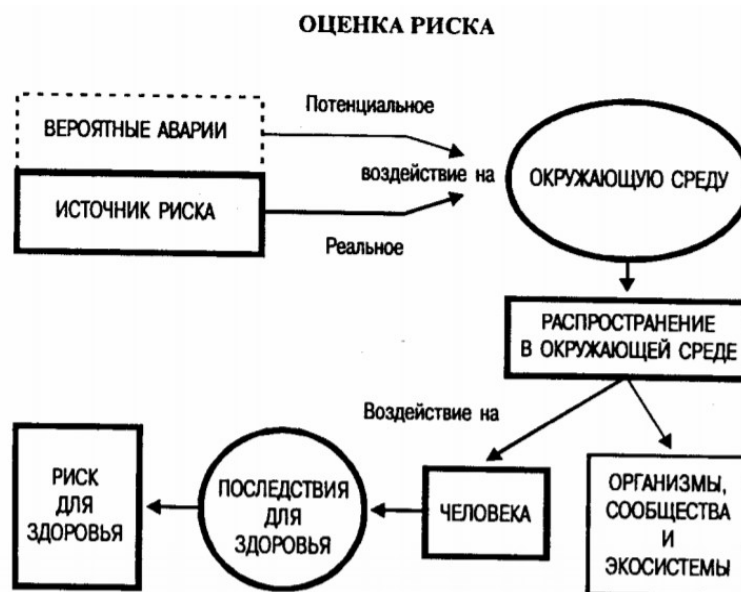 ОЦЕНКА РИСКА
ВЕРОЯТНЫЕ АВАРИИ
Потенциальное
ИСТОЧНИК РИСКА
воздействие на
Реальное
ОКРУЖАЮЩУЮ СРЕДУ
РАСПРОСТРАНЕНИЕ
В ОКРУЖАЮЩЕЙ СРЕДЕ
Воздействие на
ОРГАНИЗМЫ,
СООБЩЕСТВА
И
ЭКОСИСТЕМЫ
ЧЕЛОВЕКА
ПОСЛЕДСТВИЯ
ДЛЯ
ЗДОРОВЬЯ
РИСК
ДЛЯ
ЗДОРОВЬЯ